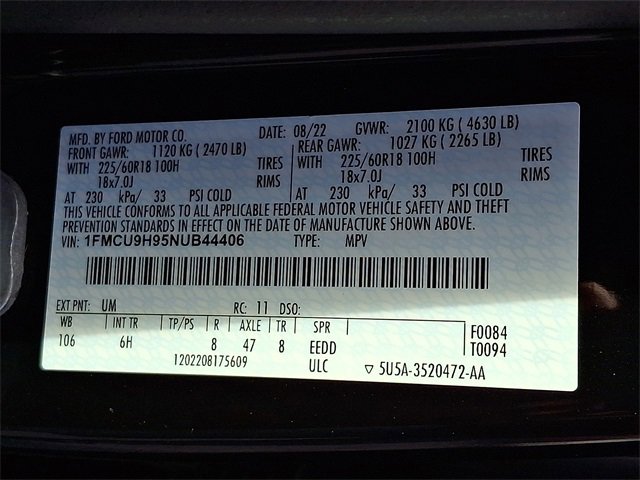 MFD. BY FORD MOTOR CO. DATE: 08/22 GVWR: 2100 KG ( 4630 LB)
FRONT GAWR: 1120 KG ( 2470 LB) REAR GAWR: 1027 KG ( 2265 LB)
WITH 225/60R18 100H TIRES WITH 225/60R18 100H TIRES
18x7.0J RIMS 18x7.0J RIMS
AT 230 kPa/ 33 PSI COLD AT 230 kPa/ 33 PSI COLD
THIS VEHICLE CONFORMS TO ALL APPLICABLE FEDERAL MOTOR VEHICLE SAFETY AND THEFT
PREVENTION STANDARDS IN EFFECT ON THE DATE OF MANUFACTURE SHOWN ABOVE.
VIN: 1FMCU9H95NUB44406 TYPE: MPV
EXT PNT: UM RC: 11 DSO:
WB INT TR TP/PS R AXLE TR SPR F0084
106 6H 8 47 8 EEDD T0094
1202208175609 ULC ▽ 5U5A-3520472-AA